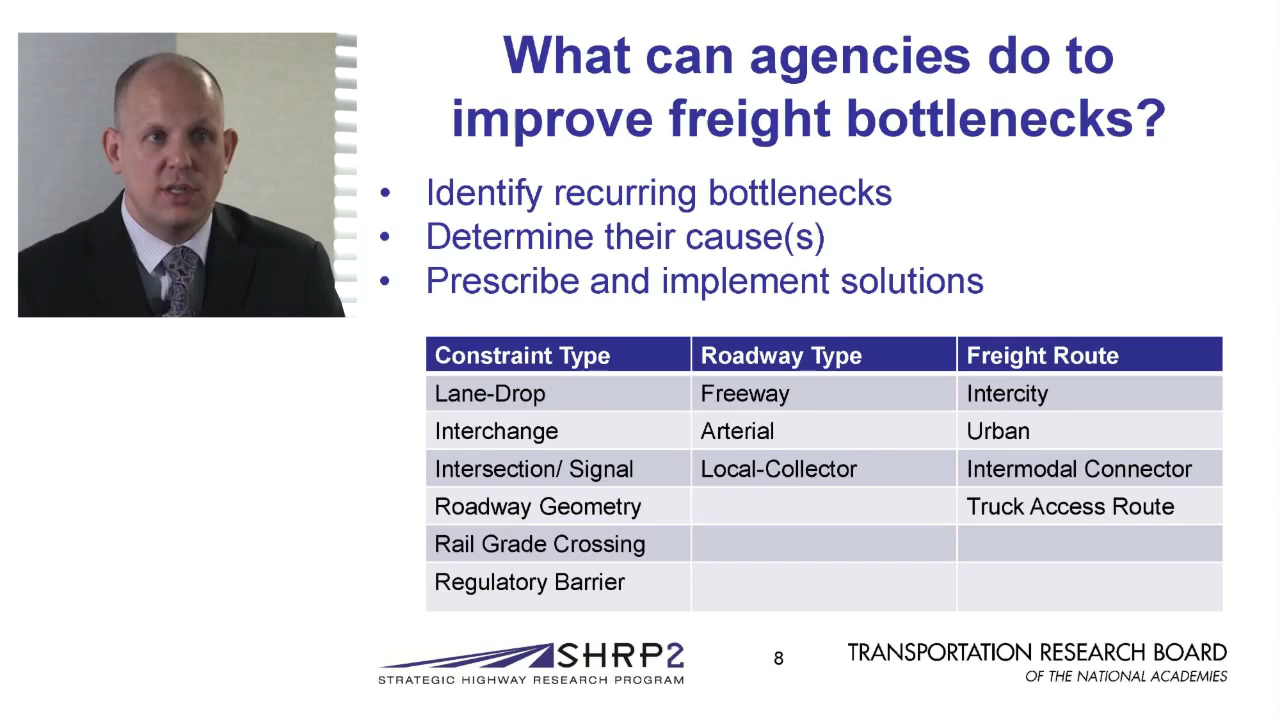 What can agencies do to
improve freight bottlenecks?
• Identify recurring bottlenecks
• Determine their cause(s)
• Prescribe and implement solutions
Constraint Type Roadway Type Freight Route
Lane-Drop Freeway Intercity
Interchange Arterial Urban
Intersection/ Signal Local-Collector Intermodal Connector
Roadway Geometry Truck Access Route
Rail Grade Crossing
Regulatory Barrier
SHRP2
STRATEGIC HIGHWAY RESEARCH PROGRAM
8
TRANSPORTATION RESEARCH BOARD
OF THE NATIONAL ACADEMIES